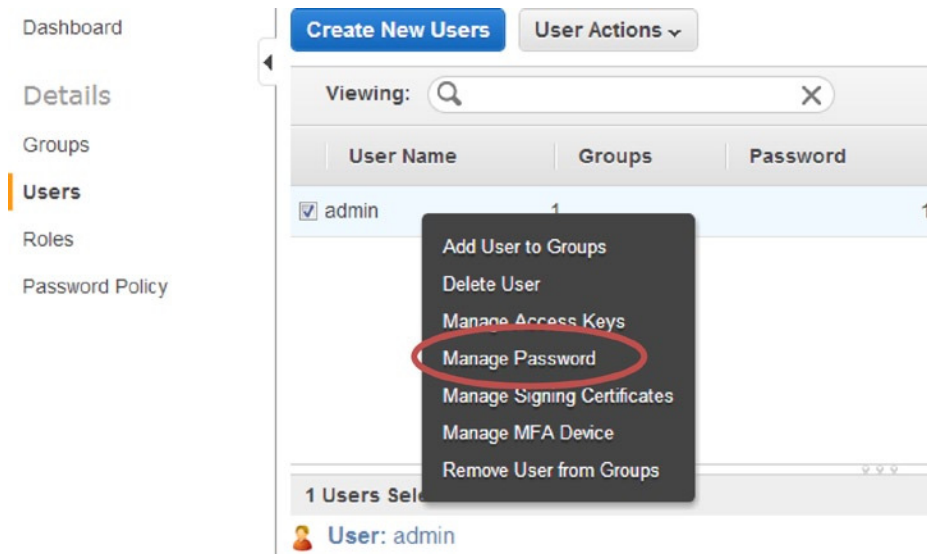 Dashboard
Details
Groups
Users
Roles
Password Policy
Create New Users
User Actions
Viewing:
User Name Groups Password
admin 1 1
Add User to Groups
Delete User
Manage Access Keys
Manage Password
Manage Signing Certificates
Manage MFA Device
Remove User from Groups
1 Users Sele
User: admin